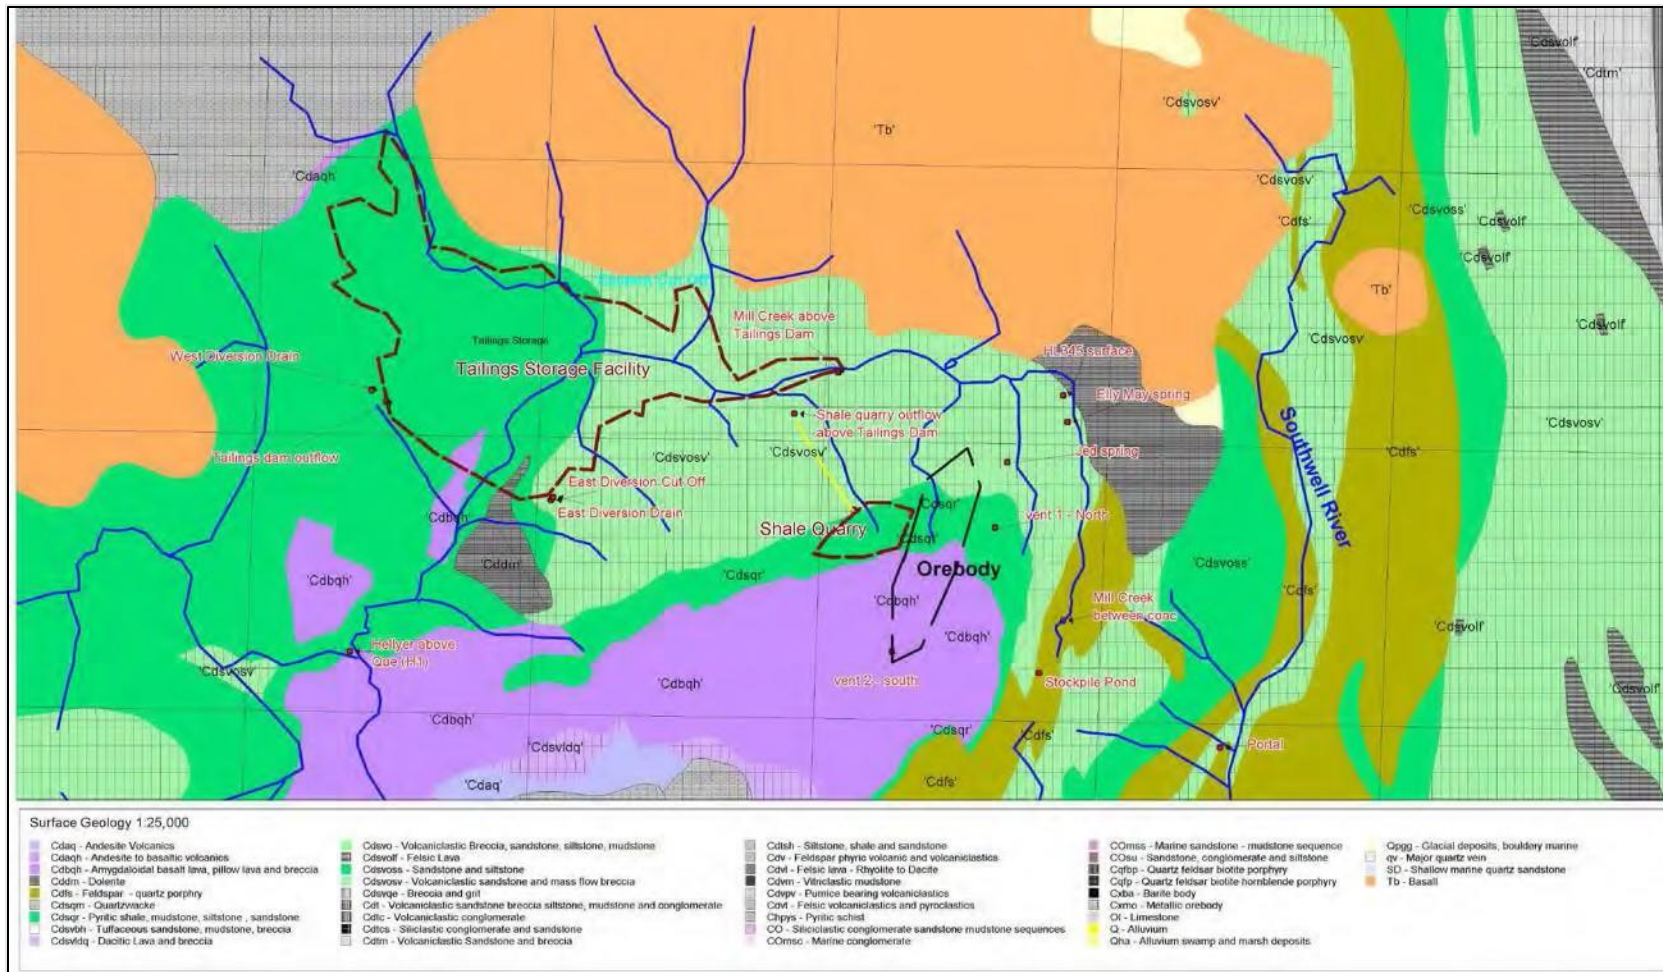 'Cdsvolf'
'Cdtm'
'Cdsvosv'
'Tb'
'Cdaqh'
'Cdsvosv'
'Cdsvoss'
'Cdfs'
'Cdsvolf'
'Cdsvolf'
'Tb'
Mill Creek above
Tailings Dam
'Cdsvolf'
Tailings Storage
'Cdsvosv'
West Diversion Drain
HL345 surface
Tailings Storage Facility
Elly May spring
Southwell River
Shale quarry outflow
above Tailings Dam
'Cdsvosv'
Tailings dam outflow
'Cdsvosv'
'Cdsvosv'
Jed spring
'Cdfs'
East Diversion Cut Off
East Diversion Drain
'Cdsqr'
vent 1 - North
'Cdbqh'
Shale Quarry
'Cdsqr'
'Cddm'
'Cdsvoss'
Orebody
'Cdbqh'
'Cdsqr'
'Cdfs'
'Cdbqh'
Mill Creek
between conc
'Cdbqh'
'Cdsvolf'
Hellyer above
Que (H1)
'Cdsvosv'
'Cdbqh'
vent 2 - south
Stockpile Pond
'Cdsvolf'
'Cdbqh'
'Cdsqr'
'Cdfs'
Portal
'Cdsvldq'
'Cdaq'
'Cdfs'
Surface Geology 1:25,000
Cdaq - Andesite Volcanics
Cdaqh - Andesite to basaltic volcanics
Cdbqh - Amygdaloidal basalt lava, pillow lava and breccia
Cddm - Dolerite
Cdfs - Feldspar - quartz porphry
Cdsqm - Quartzwacke
Cdsqr - Pyritic shale, mudstone, siltstone , sandstone
Cdsvbh - Tuffaceous sandstone, mudstone, breccia
Cdsvldq - Dacitic Lava and breccia
Cdsvo - Volcaniclastic Breccia, sandstone, siltstone, mudstone
Cdsvolf - Felsic Lava
Cdsvoss - Sandstone and siltstone
Cdsvosv - Volcaniclastic sandstone and mass flow breccia
Cdsvqe - Breccia and grit
Cdt - Volcaniclastic sandstone breccia siltstone, mudstone and conglomerate
Cdtc - Volcaniclastic conglomerate
Cdtcs - Siliclastic conglomerate and sandstone
Cdtm - Volcaniclastic Sandstone and breccia
Cdtsh - Siltstone, shale and sandstone
Cdv - Feldspar phyric volcanic and volcaniclastics
Cdvl - Felsic lava - Rhyolite to Dacite
Cdvm - Vitriclastic mudstone
Cdvpv - Pumice bearing volcaniclastics
Cdvt - Felsic volcaniclastics and pyroclastics
Chpys - Pyritic schist
CO - Siliciclastic conglomerate sandstone mudstone sequences
COmsc - Marine conglomerate
COmss - Marine sandstone - mudstone sequence
COsu - Sandstone, conglomerate and siltstone
Cqfbp - Quartz feldsar biotite porphyry
Cqfp - Quartz feldsar biotite hornblende porphyry
Cxba - Barite body
Cxmo - Metallic orebody
Ol - Limestone
Q - Alluvium
Qha - Alluvium swamp and marsh deposits
Qpgg - Glacial deposits, bouldery marine
qv - Major quartz vein
SD - Shallow marine quartz sandstone
Tb - Basalt